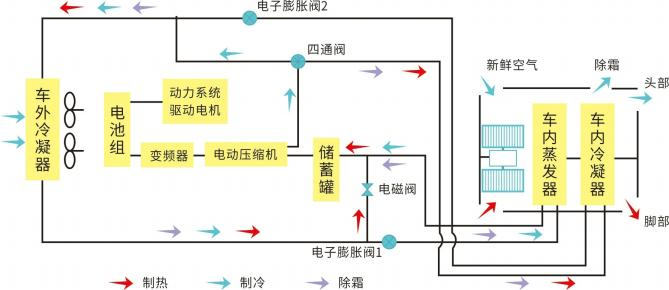 电子膨胀阀2
四通阀
新鲜空气
除霜
头部
车外冷凝器
动力系统
驱动电机
电池组
变频器
电动压缩机
储蓄罐
电磁阀
车内蒸发器
车内冷凝器
脚部
电子膨胀阀1
制热
制冷
除霜